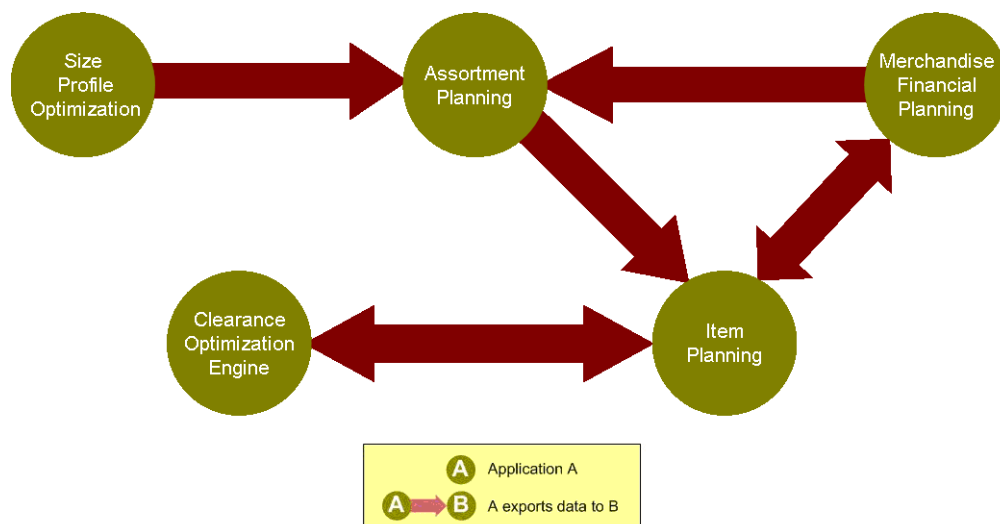 Size
Profile
Optimization
Assortment
Planning
Merchandise
Financial
Planning
Clearance
Optimization
Engine
Item
Planning
A Application A
A B A exports data to B